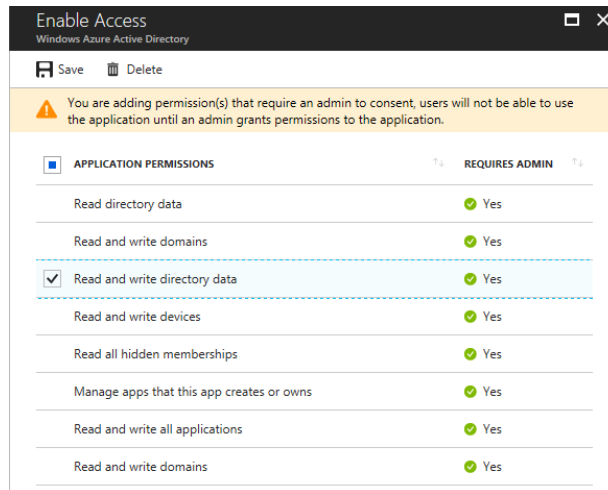 Enable Access
Windows Azure Active Directory
Save Delete
You are adding permission(s) that require an admin to consent, users will not be able to use
the application until an admin grants permissions to the application.
APPLICATION PERMISSIONS REQUIRES ADMIN
Read directory data Yes
Read and write domains Yes
Read and write directory data Yes
Read and write devices Yes
Read all hidden memberships Yes
Manage apps that this app creates or owns Yes
Read and write all applications Yes
Read and write domains Yes